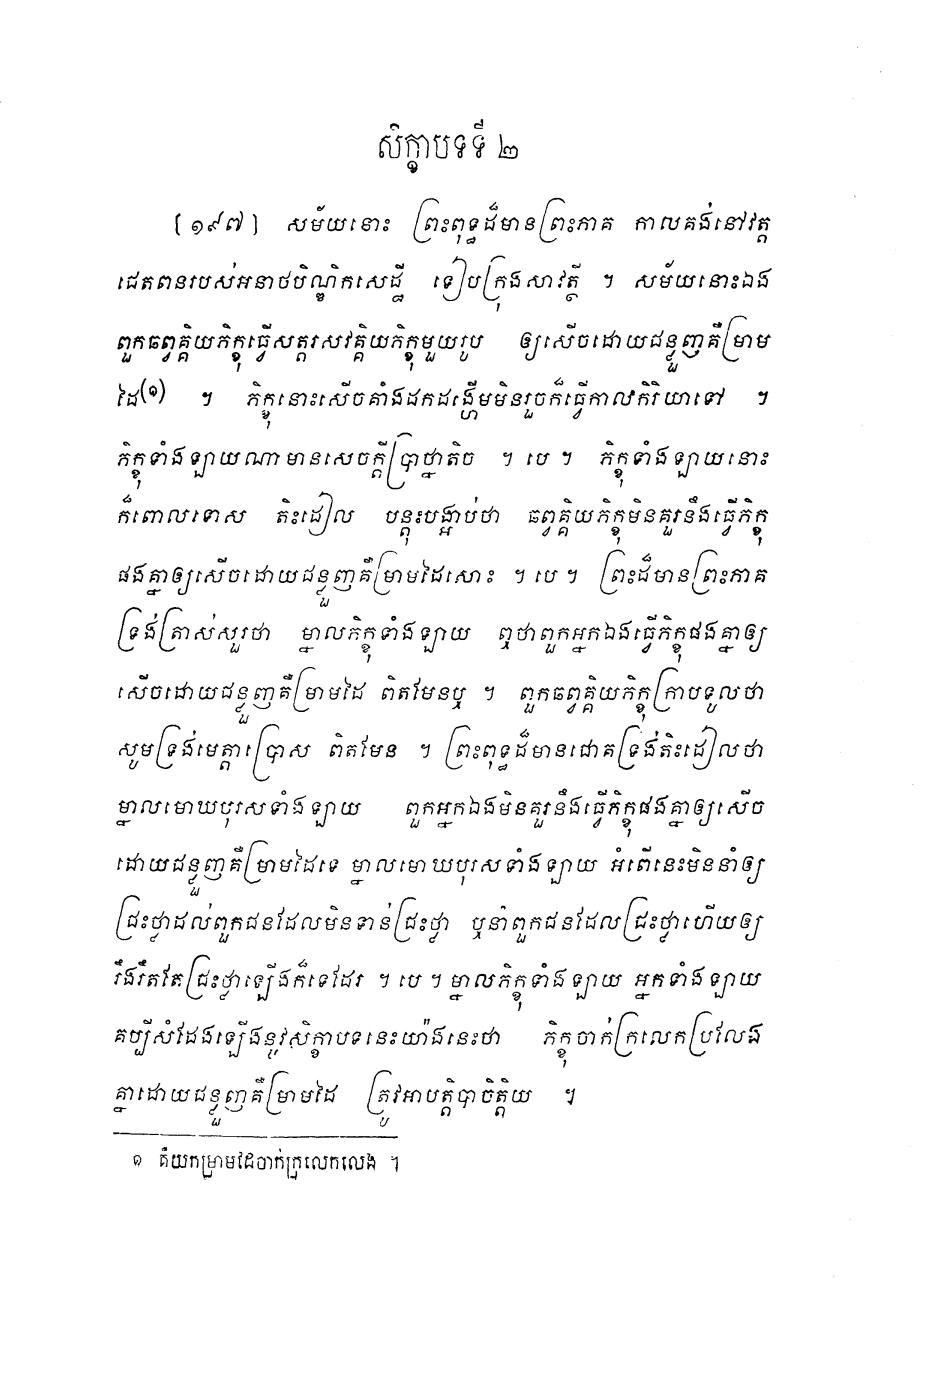 សិក្ខាបទទី ២
[១៩៧] សម័យនោះ ព្រះពុទ្ធដ៏មានព្រះភាគ កាលគង់នៅវត្ត
ជេតពនរបស់អនាថបិណ្ឌិកសេដ្ឋី ទៀបក្រុងសាវត្ថី ។ សម័យនោះឯង
ពួកឆព្វគ្គិយភិក្ខុធ្វើសត្តរសវគ្គិយភិក្ខុមួយរូប ឲ្យសើចដោយជន្ទួញគឺម្រាម
ដៃ(១) ។ ភិក្ខុនោះសើចគាំងដកដង្ហើមមិនរួចក៏ធ្វើកាលកិរិយាទៅ ។
ភិក្ខុទាំងឡាយណាមានសេចក្តីប្រាថ្នាតិច ។ បេ ។ ភិក្ខុទាំងឡាយនោះ
ក៏ពោលទោស តិះដៀល បន្តុះបង្អាប់ថា ឆព្វគ្គិយភិក្ខុមិនគួរនឹងធ្វើភិក្ខុ
ផងគ្នាឲ្យសើចដោយជន្ទួញគឺម្រាមដៃសោះ ។ បេ ។ ព្រះដ៏មានព្រះភាគ
ទ្រង់ត្រាស់សួរថា ម្នាលភិក្ខុទាំងឡាយ ឮថាពួកអ្នកឯងធ្វើភិក្ខុផងគ្នាឲ្យ
សើចដោយជន្ទួញគឺម្រាមដៃ ពិតមែនឬ ។ ពួកឆព្វគ្គិយភិក្ខុក្រាបទូលថា
សូមទ្រង់មេត្តាប្រោស ពិតមែន ។ ព្រះពុទ្ធដ៏មានជោគទ្រង់តិះដៀលថា
ម្នាលមោឃបុរសទាំងឡាយ ពួកអ្នកឯងមិនគួរនឹងធ្វើភិក្ខុផងគ្នាឲ្យសើច
ដោយជន្ទួញគឺម្រាមដៃទេ ម្នាលមោឃបុរសទាំងឡាយ អំពើនេះមិននាំឲ្យ
ជ្រះថ្លាដល់ពួកជនដែលមិនទាន់ជ្រះថ្លា ឬនាំពួកជនដែលជ្រះថ្លាហើយឲ្យ
រឹងរឹតតែជ្រះថ្លាឡើងក៏ទេដែរ ។ បេ ។ ម្នាលភិក្ខុទាំងឡាយ អ្នកទាំងឡាយ
គប្បីសំដែងឡើងនូវសិក្ខាបទនេះយ៉ាងនេះថា ភិក្ខុចាក់ក្រលេកប្រលែង
គ្នាដោយជន្ទួញគឺម្រាមដៃ ត្រូវអាបត្តិបាចិត្តិយ ។
១ គឺយកម្រាមដៃចាក់ក្រលេកលេង ។